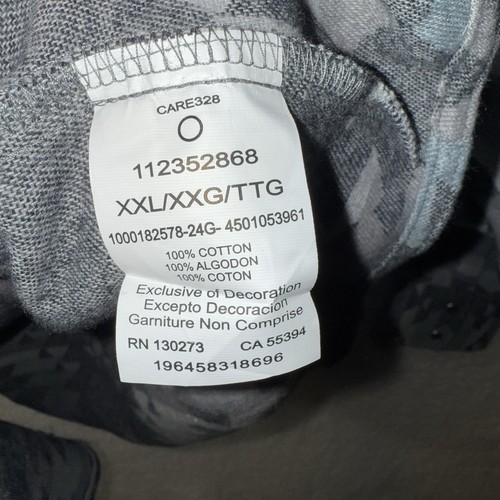 CARE328
112352868
XXL/XXG/TTG
1000182578-24G- 4501053961
100% COTTON
100% ALGODON
100% COTON
Exclusive of Decoration
Excepto Decoración
Garniture Non Comprise
RN 130273 CA 55394
196458318696